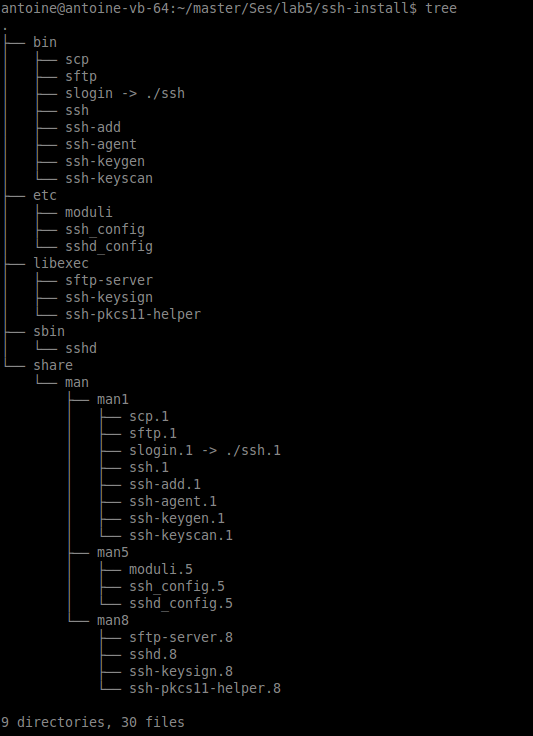 antoine@antoine-vb-64:~/master/Ses/lab5/ssh-install$ tree
.
├── bin
│   ├── scp
│   ├── sftp
│   ├── slogin -> ./ssh
│   ├── ssh
│   ├── ssh-add
│   ├── ssh-agent
│   ├── ssh-keygen
│   └── ssh-keyscan
├── etc
│   ├── moduli
│   ├── ssh_config
│   └── sshd_config
├── libexec
│   ├── sftp-server
│   ├── ssh-keysign
│   └── ssh-pkcs11-helper
├── sbin
│   └── sshd
└── share
    └── man
        ├── man1
        │   ├── scp.1
        │   ├── sftp.1
        │   ├── slogin.1 -> ./ssh.1
        │   ├── ssh.1
        │   ├── ssh-add.1
        │   ├── ssh-agent.1
        │   ├── ssh-keygen.1
        │   └── ssh-keyscan.1
        ├── man5
        │   ├── moduli.5
        │   ├── ssh_config.5
        │   └── sshd_config.5
        └── man8
            ├── sftp-server.8
            ├── sshd.8
            ├── ssh-keysign.8
            └── ssh-pkcs11-helper.8

9 directories, 30 files